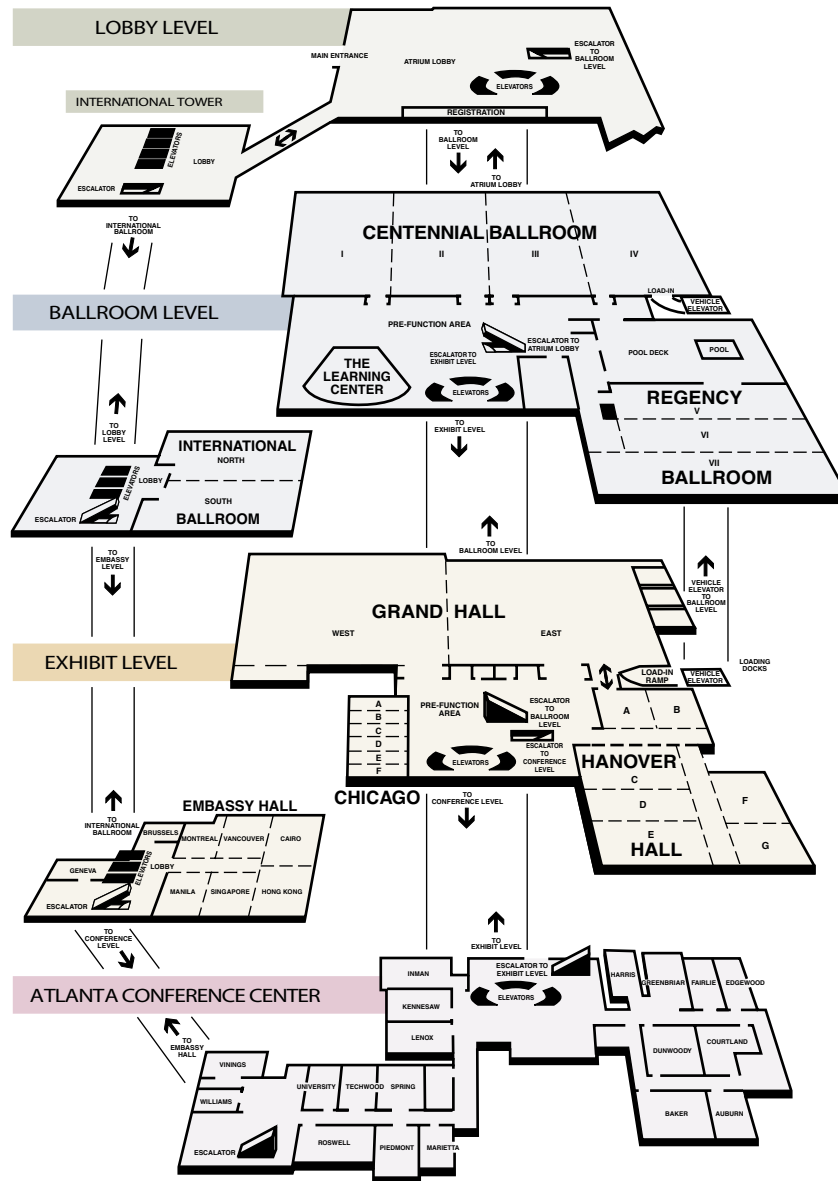 LOBBY LEVEL
MAIN ENTRANCE
ATRIUM LOBBY
ESCALATOR
TO
BALLROOM
LEVEL
ELEVATORS
REGISTRATION
INTERNATIONAL TOWER
ELEVATORS
LOBBY
ESCALATOR
TO
BALLROOM
LEVEL
TO
ATRIUM LOBBY
TO
INTERNATIONAL
BALLROOM
CENTENNIAL BALLROOM
I
II
III
IV
LOAD-IN
VEHICLE
ELEVATOR
BALLROOM LEVEL
PRE-FUNCTION AREA
ESCALATOR TO
ATRIUM LOBBY
ESCALATOR TO
EXHIBIT LEVEL
THE
LEARNING
CENTER
ELEVATORS
POOL DECK
POOL
REGENCY
V
VI
VII
BALLROOM
TO
EXHIBIT LEVEL
TO
LOBBY
LEVEL
INTERNATIONAL
NORTH
LOBBY
ELEVATORS
SOUTH
BALLROOM
ESCALATOR
TO
EMBASSY
LEVEL
TO
BALLROOM LEVEL
VEHICLE
ELEVATOR TO
BALLROOM
LEVEL
GRAND HALL
WEST
EAST
EXHIBIT LEVEL
LOADING
DOCKS
LOAD-IN
RAMP
VEHICLE
ELEVATOR
A
B
C
D
E
F
CHICAGO
PRE-FUNCTION
AREA
ESCALATOR
TO
BALLROOM
LEVEL
ESCALATOR
TO
CONFERENCE
LEVEL
ELEVATORS
A
B
HANOVER
C
D
E
F
G
HALL
TO
CONFERENCE LEVEL
TO
INTERNATIONAL
BALLROOM
EMBASSY HALL
BRUSSELS
MONTREAL
VANCOUVER
CAIRO
GENEVA
ELEVATORS
LOBBY
MANILA
SINGAPORE
HONG KONG
ESCALATOR
TO
CONFERENCE
LEVEL
TO
EXHIBIT LEVEL
ATLANTA CONFERENCE CENTER
INMAN
ESCALATOR TO
EXHIBIT LEVEL
ELEVATORS
HARRIS
GREENBRIAR
FAIRLIE
EDGEWOOD
KENNESAW
LENOX
DUNWOODY
COURTLAND
BAKER
AUBURN
TO
EMBASSY
HALL
VININGS
WILLIAMS
UNIVERSITY
TECHWOOD
SPRING
ESCALATOR
ROSWELL
PIEDMONT
MARIETTA